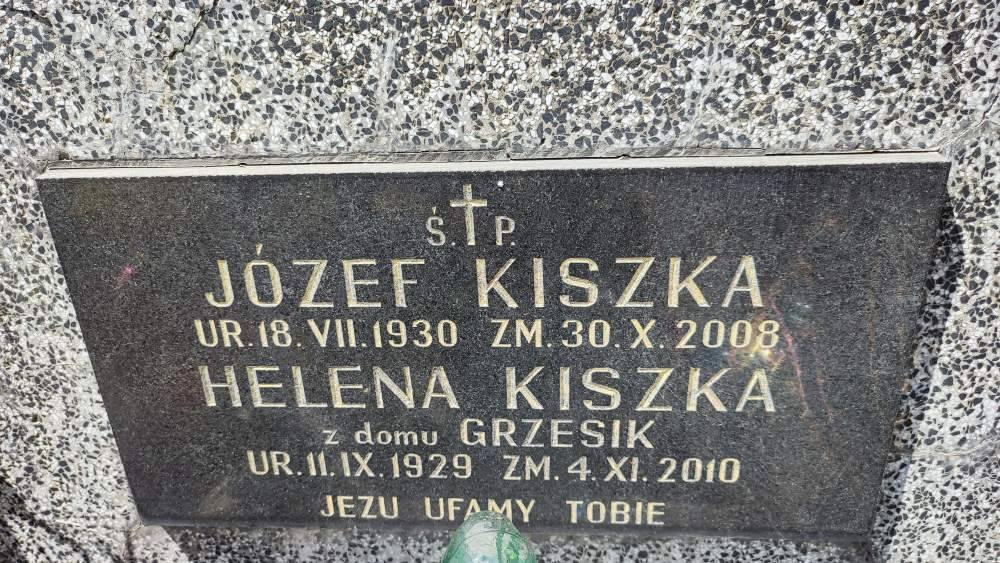 Ś. P.
JÓZEF KISZKA
UR. 18. VII. 1930 ZM. 30. X. 2008
HELENA KISZKA
z domu GRZESIK
UR. 11. IX. 1929 ZM. 4. XI. 2010
JEZU UFAMY TOBIE